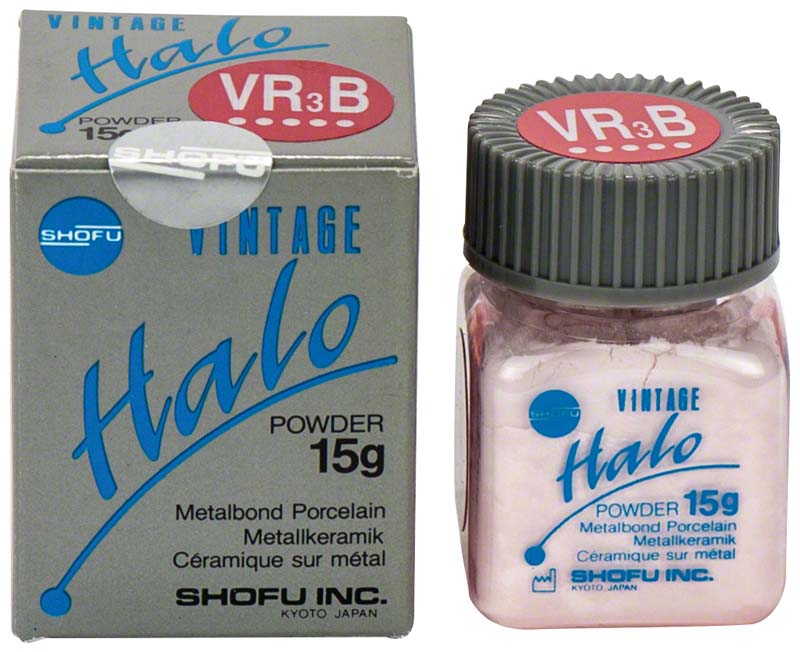 VINTAGE
Halo
VR3B
POWDER
15g
SHOFU
SHOFU
VINTAGE
Halo
POWDER
15g
Metalbond Porcelain
Metallkeramik
Céramique sur métal
SHOFU INC.
KYOTO JAPAN
VR3B
SHOFU
VINTAGE
Halo
POWDER 15g
Metalbond Porcelain
Metallkeramik
Céramique sur métal
SHOFU INC.
KYOTO JAPAN